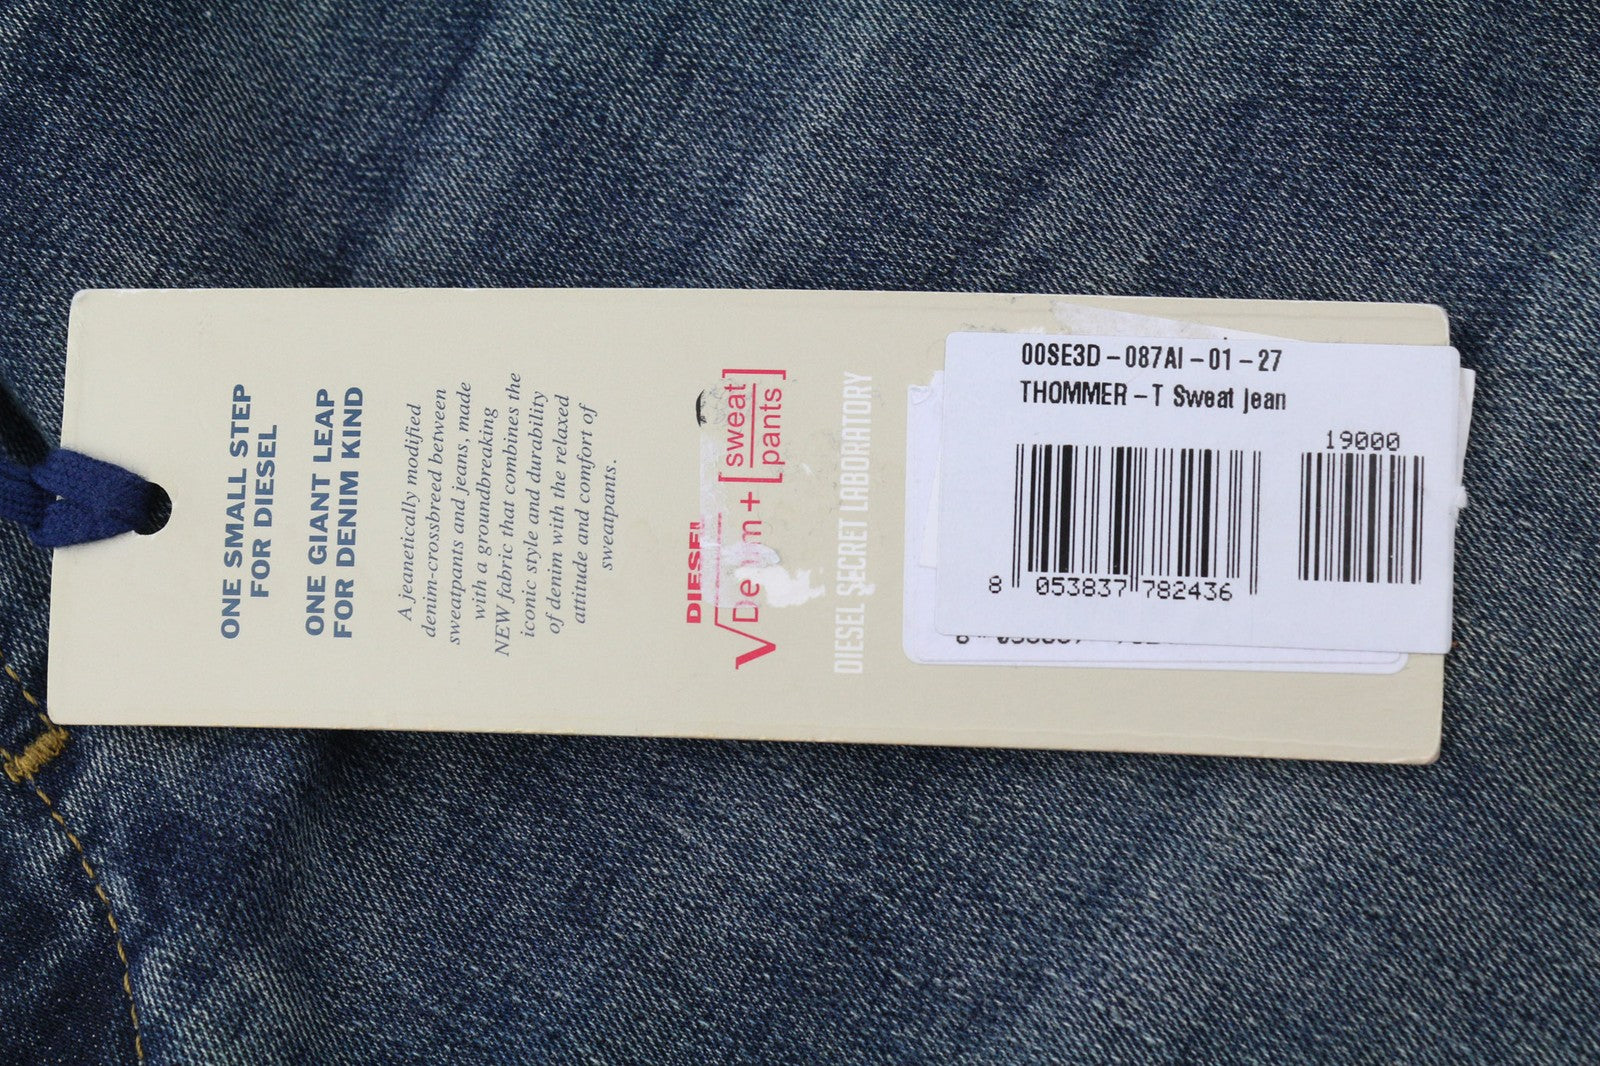 ONE SMALL STEP
FOR DIESEL
ONE GIANT LEAP
FOR DENIM KIND
A jeanetically modified
denim-crossbreed between
sweatpants and jeans, made
with a groundbreaking
NEW fabric that combines the
iconic style and durability
of denim with the relaxed
attitude and comfort of
sweatpants.
DIESEL
√Denim+[sweat
pants]
DIESEL SECRET LABORATORY
00SE3D - 087AI - 01 - 27
THOMMER - T Sweat Jean
19000
8 053837 782436